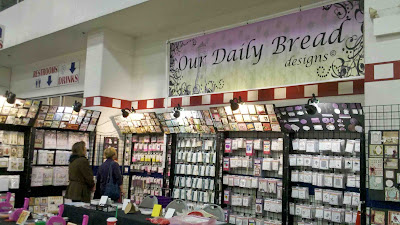 RESTROOMS
DRINKS
Our Daily Bread
designs©